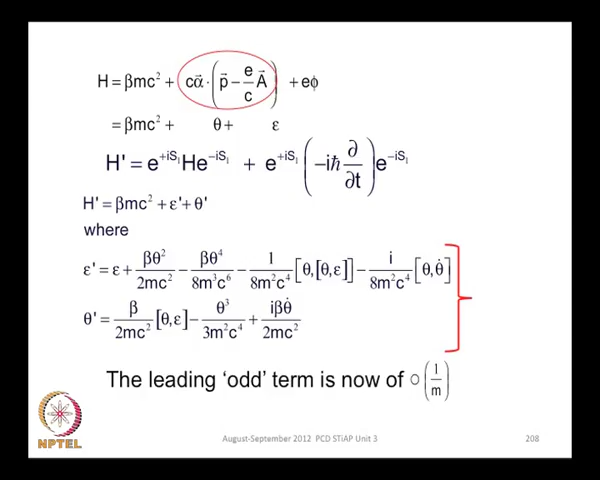 H = βmc² + cα⃗·(p⃗ − e/c A⃗) + eϕ
= βmc² + θ + ε
H' = e^{+iS₁}He^{−iS₁} + e^{+iS₁}(−iℏ ∂/∂t)e^{−iS₁}
H' = βmc² + ε' + θ'
where
ε' = ε + βθ²/2mc² − βθ⁴/8m³c⁶ − 1/8m²c⁴ [θ,[θ,ε]] − i/8m²c⁴ [θ,θ̇]
θ' = β/2mc² [θ,ε] − θ³/3m²c⁴ + iβθ̇/2mc²
The leading 'odd' term is now of ○(1/m)
NPTEL
August-September 2012 PCD STiAP Unit 3
208